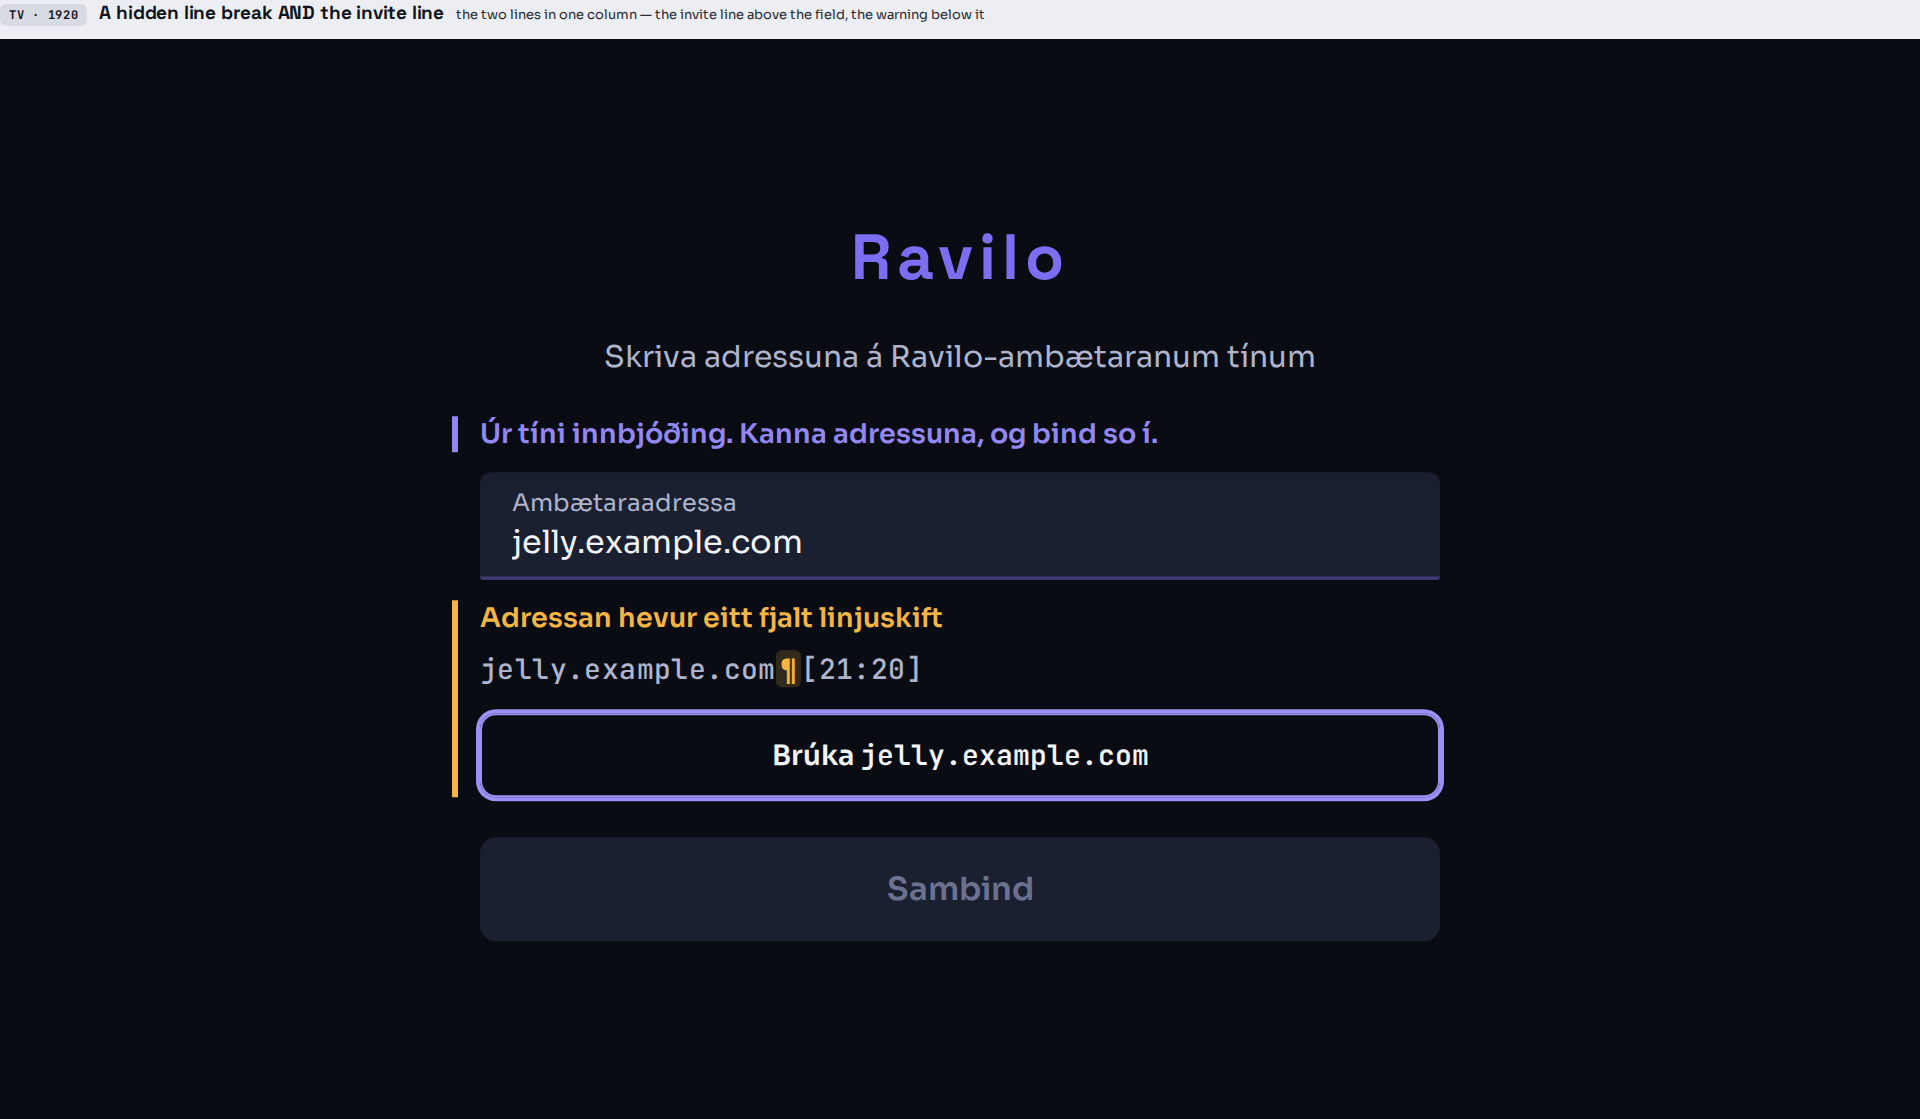 TV · 1920 A hidden line break AND the invite line the two lines in one column — the invite line above the field, the warning below it
Ravilo
Skriva adressuna á Ravilo-ambætaranum tínum
Úr tíni innbjóðing. Kanna adressuna, og bind so í.
Ambætaraadressa
jelly.example.com
Adressan hevur eitt fjalt linjuskift
jelly.example.com¶[21:20]
Brúka jelly.example.com
Sambind